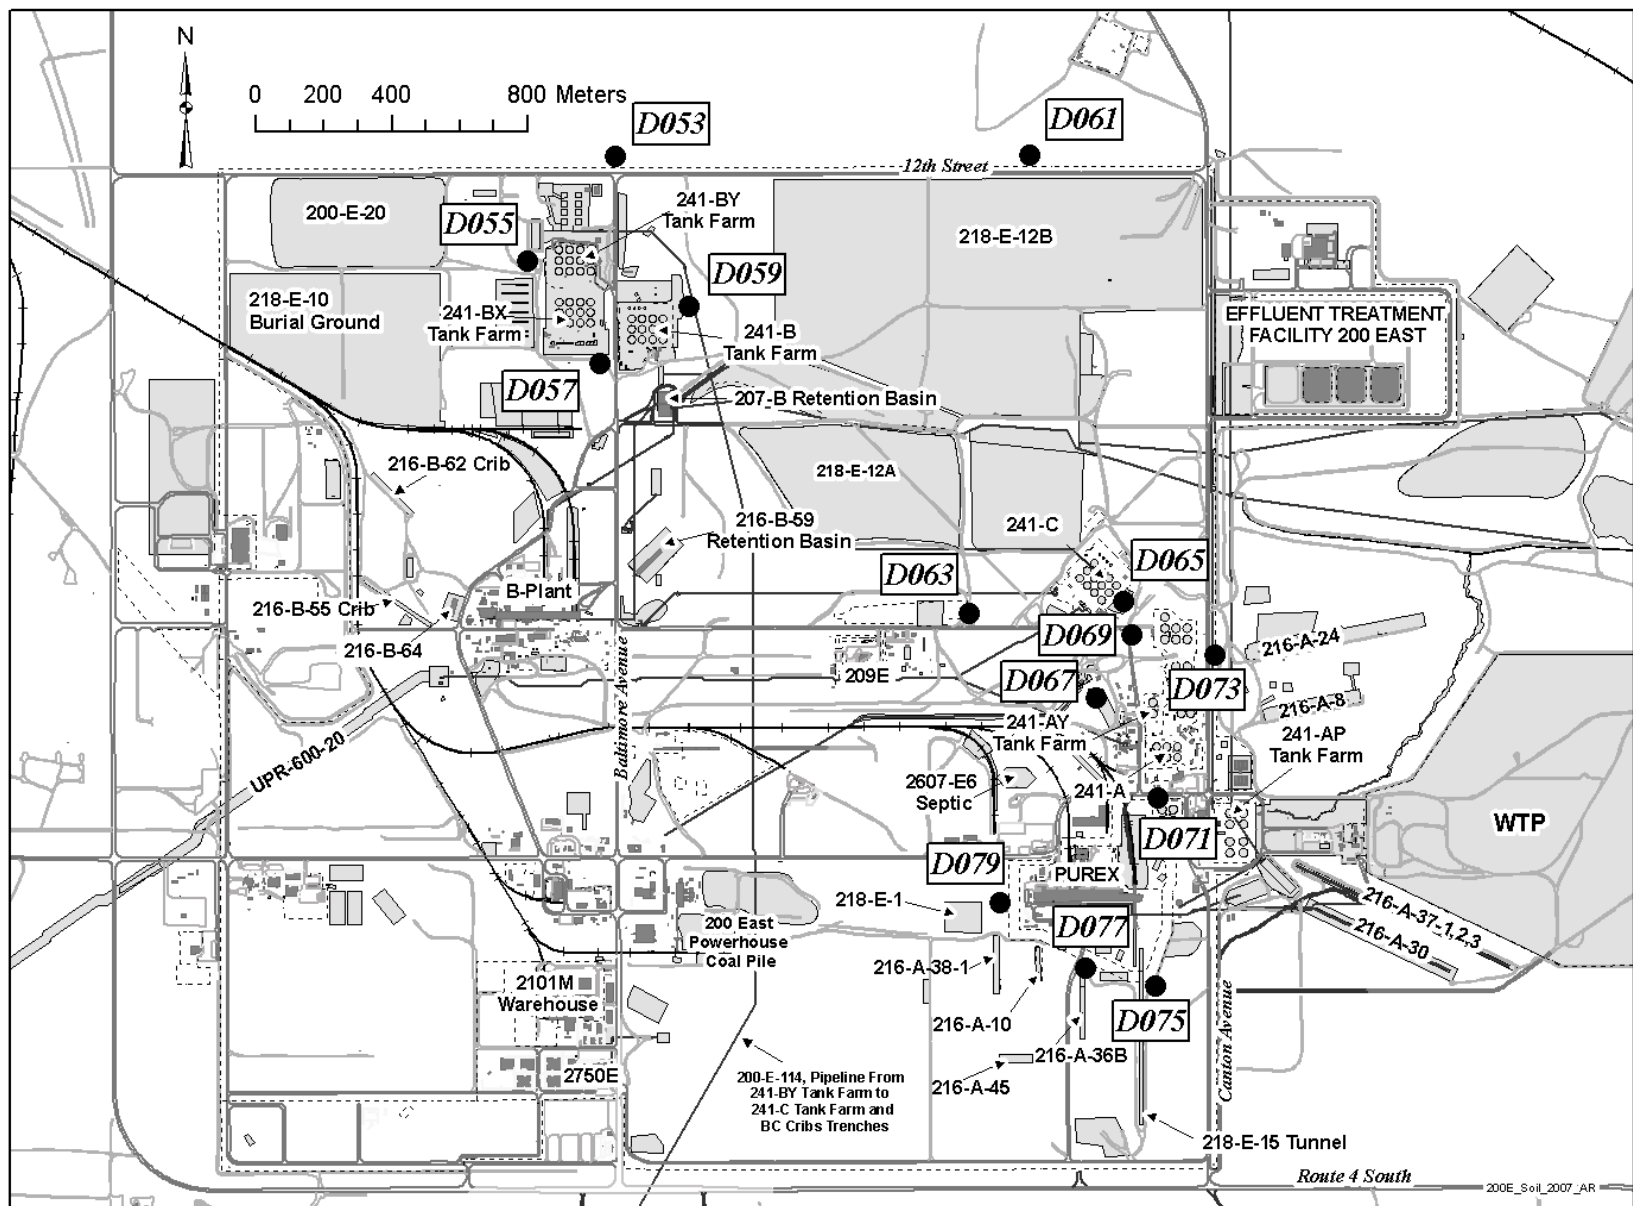 N
0 200 400 800 Meters
D053
D061
12th Street
200-E-20
D055
241-BY
Tank Farm
218-E-12B
D059
218-E-10
Burial Ground
241-BX
Tank Farm
241-B
Tank Farm
EFFLUENT TREATMENT
FACILITY 200 EAST
D057
207-B Retention Basin
216-B-62 Crib
218-E-12A
216-B-59
Retention Basin
241-C
D065
D063
B-Plant
216-B-55 Crib
216-B-64
D069
216-A-24
209E
D067
D073
Baltimore Avenue
216-A-8
241-AY
Tank Farm
241-AP
Tank Farm
UPR-600-20
2607-E6
Septic
241-A
D071
WTP
D079
PUREX
218-E-1
D077
216-A-37-1,2,3
216-A-30
200 East
Powerhouse
Coal Pile
216-A-38-1
2101M
Warehouse
216-A-10
D075
Canton Avenue
216-A-36B
216-A-45
2750E
200-E-114, Pipeline From
241-BY Tank Farm to
241-C Tank Farm and
BC Cribs Trenches
218-E-15 Tunnel
Route 4 South
200E_Soil_2007_AR